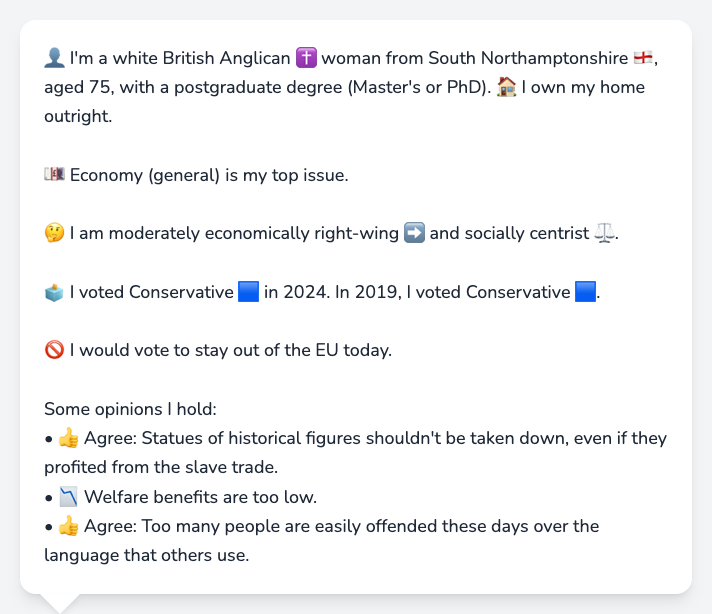 👤 I'm a white British Anglican ✝️ woman from South Northamptonshire 🏴󠁧󠁢󠁥󠁮󠁧󠁿,
aged 75, with a postgraduate degree (Master's or PhD). 🏠 I own my home
outright.
💷 Economy (general) is my top issue.
🤔 I am moderately economically right-wing ➡️ and socially centrist ⚖️.
🗳️ I voted Conservative 🟦 in 2024. In 2019, I voted Conservative 🟦.
🚫 I would vote to stay out of the EU today.
Some opinions I hold:
• 👍 Agree: Statues of historical figures shouldn't be taken down, even if they
profited from the slave trade.
• 📉 Welfare benefits are too low.
• 👍 Agree: Too many people are easily offended these days over the
language that others use.